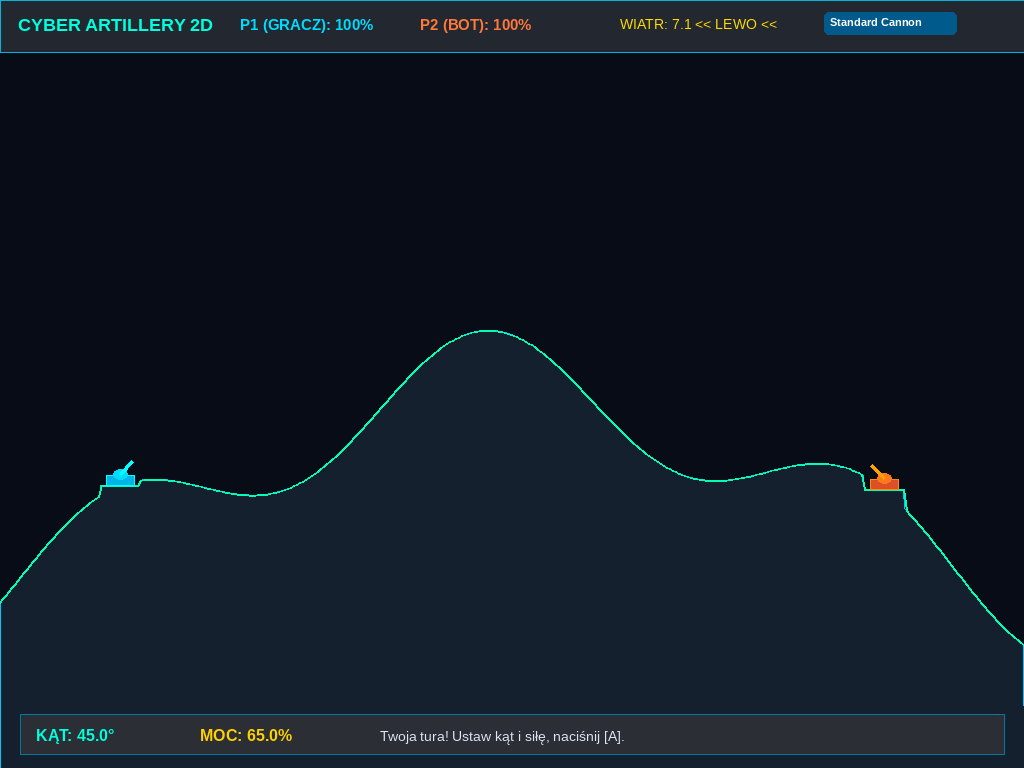 CYBER ARTILLERY 2D
P1 (GRACZ): 100%
P2 (BOT): 100%
WIATR: 7.1 << LEWO <<
Standard Cannon
KĄT: 45.0°
MOC: 65.0%
Twoja tura! Ustaw kąt i siłę, naciśnij [A].